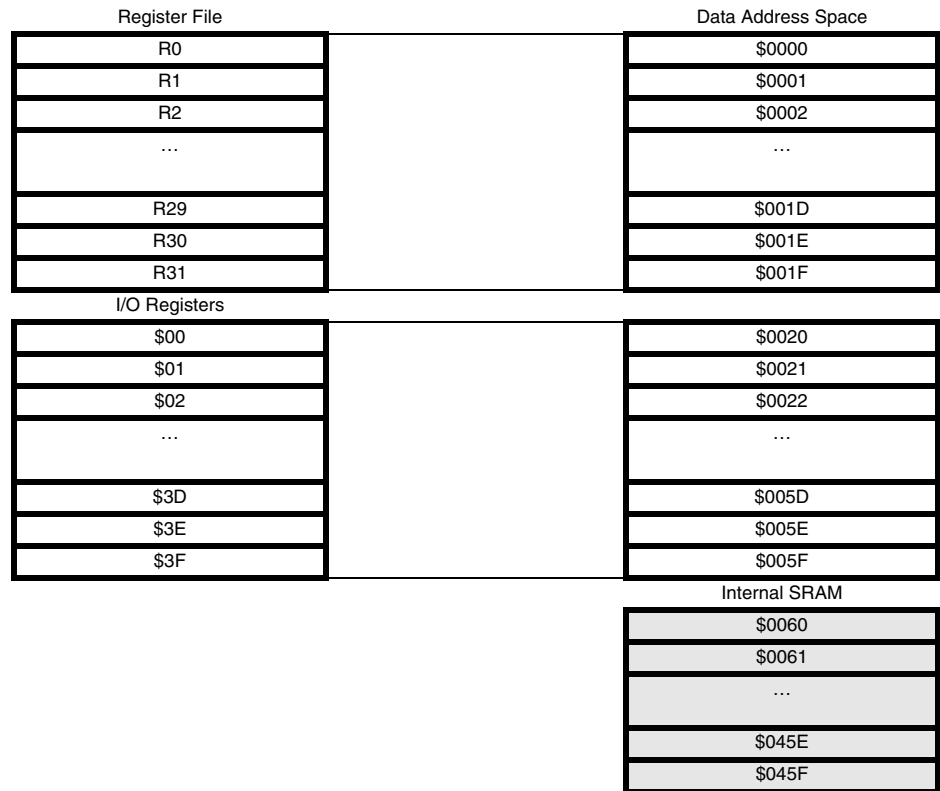 Register File Data Address Space
R0 $0000
R1 $0001
R2 $0002
... ...
R29 $001D
R30 $001E
R31 $001F
I/O Registers
$00 $0020
$01 $0021
$02 $0022
... ...
$3D $005D
$3E $005E
$3F $005F
Internal SRAM
$0060
$0061
...
$045E
$045F